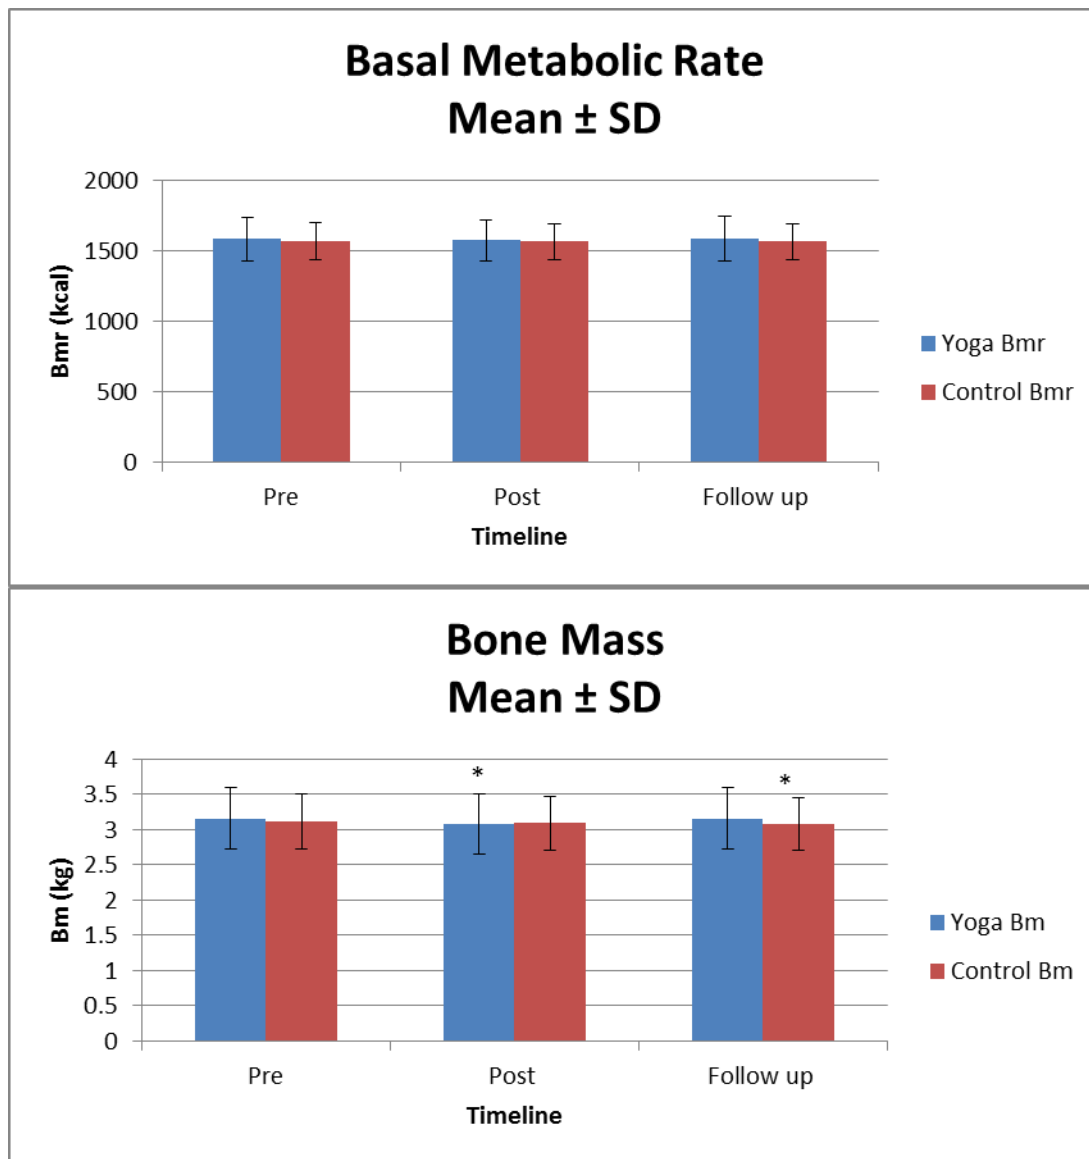 Basal Metabolic Rate
Mean ± SD
2000
1500
1000
500
0
Bmr (kcal)
Pre
Post
Follow up
Timeline
Yoga Bmr
Control Bmr
Bone Mass
Mean ± SD
4
3.5
3
2.5
2
1.5
1
0.5
0
Bm (kg)
*
*
Pre
Post
Follow up
Timeline
Yoga Bm
Control Bm